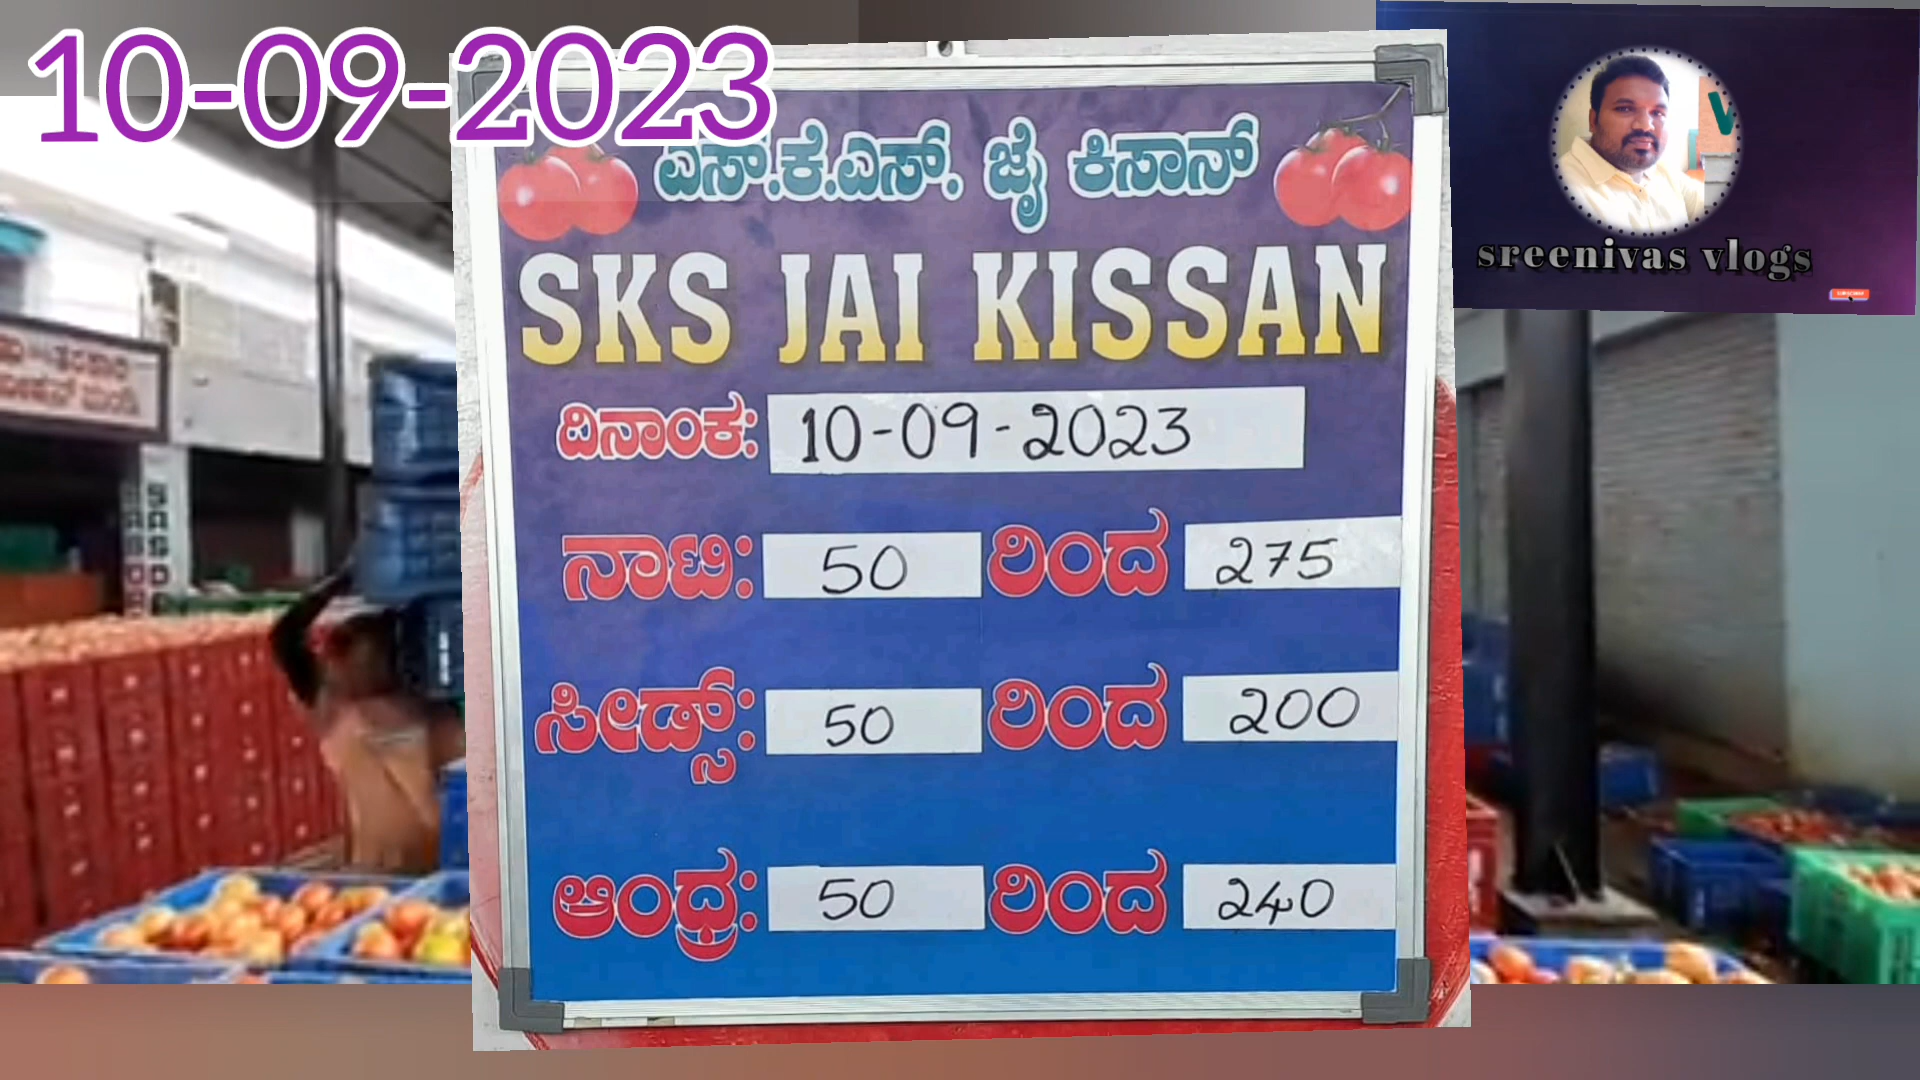 10-09-2023
ಎಸ್.ಕೆ.ಎಸ್. ಜೈ ಕಿಸಾನ್
SKS JAI KISSAN
ದಿನಾಂಕ: 10-09-2023
ನಾಟಿ: 50 ರಿಂದ 275
ಸೀಡ್ಸ್: 50 ರಿಂದ 200
ಆಂಧ್ರ: 50 ರಿಂದ 240
sreenivas vlogs